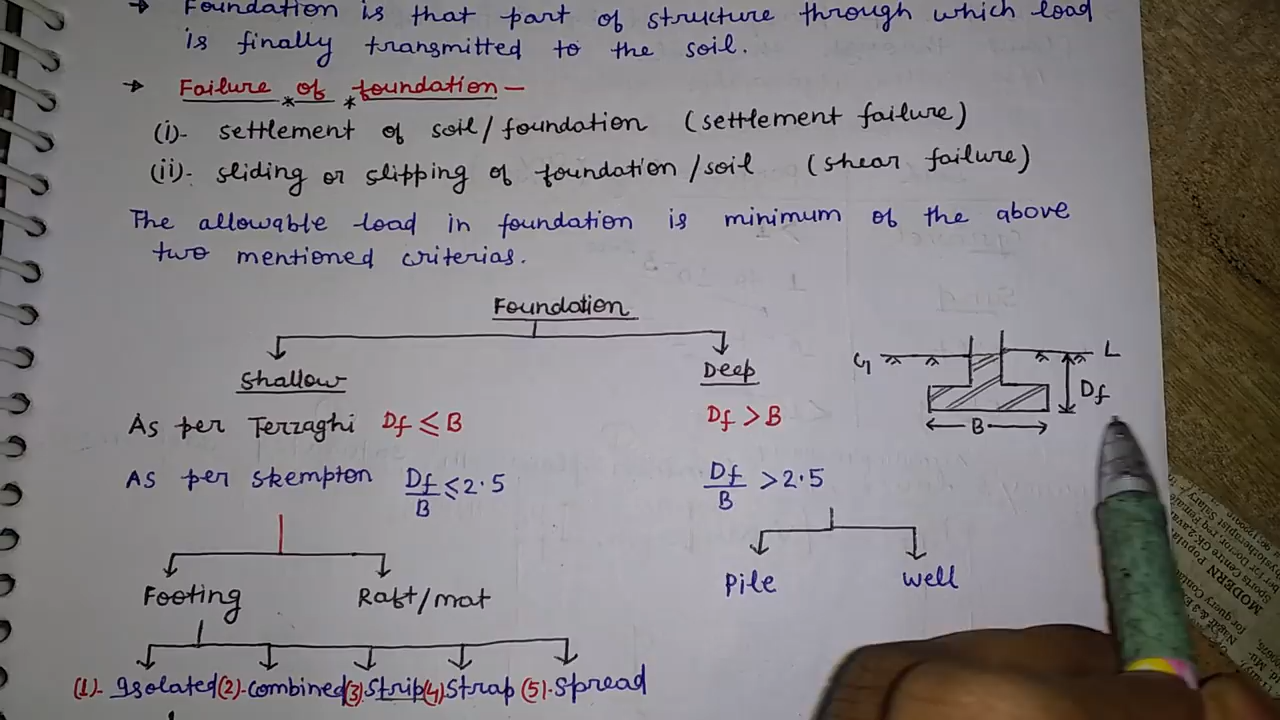 → Foundation is that part of structure through which load
is finally transmitted to the soil.
→ Failure of foundation -
(i)- settlement of soil/foundation (settlement failure)
(ii)- sliding or slipping of foundation/soil (shear failure)
The allowable load in foundation is minimum of the above
two mentioned criterias.
Foundation
Shallow
Deep
G L
Df
B
As per Terzaghi Df ≤ B
Df > B
As per skempton Df/B ≤ 2.5
Df/B > 2.5
Footing
Raft/mat
Pile
Well
(1)- Isolated (2)- combined (3) Strip (4) Strap (5)- Spread
MODERN